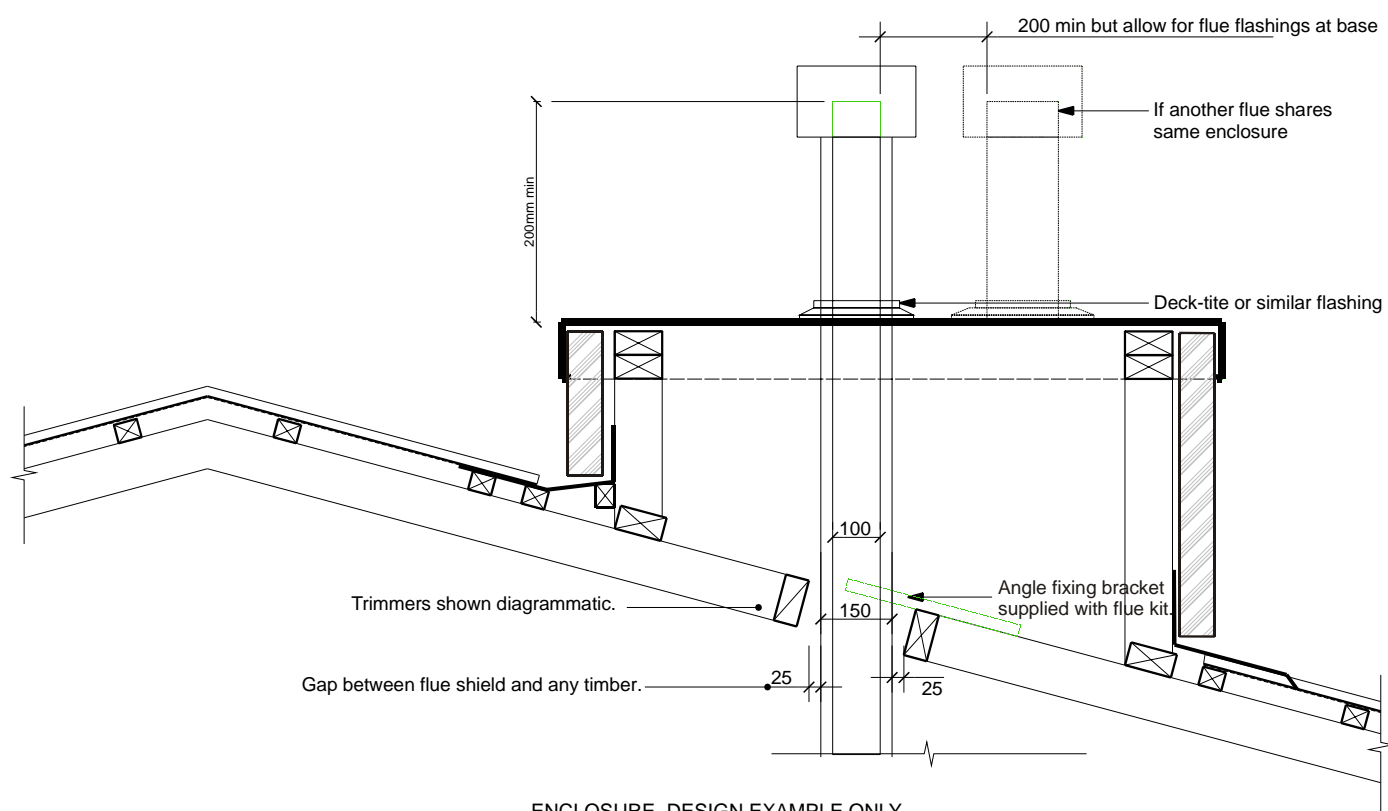 200 min but allow for flue flashings at base
If another flue shares
same enclosure
200mm min
Deck-tite or similar flashing
100
Angle fixing bracket
supplied with flue kit.
Trimmers shown diagrammatic.
150
Gap between flue shield and any timber.
25
25
ENCLOSURE DESIGN EXAMPLE ONLY